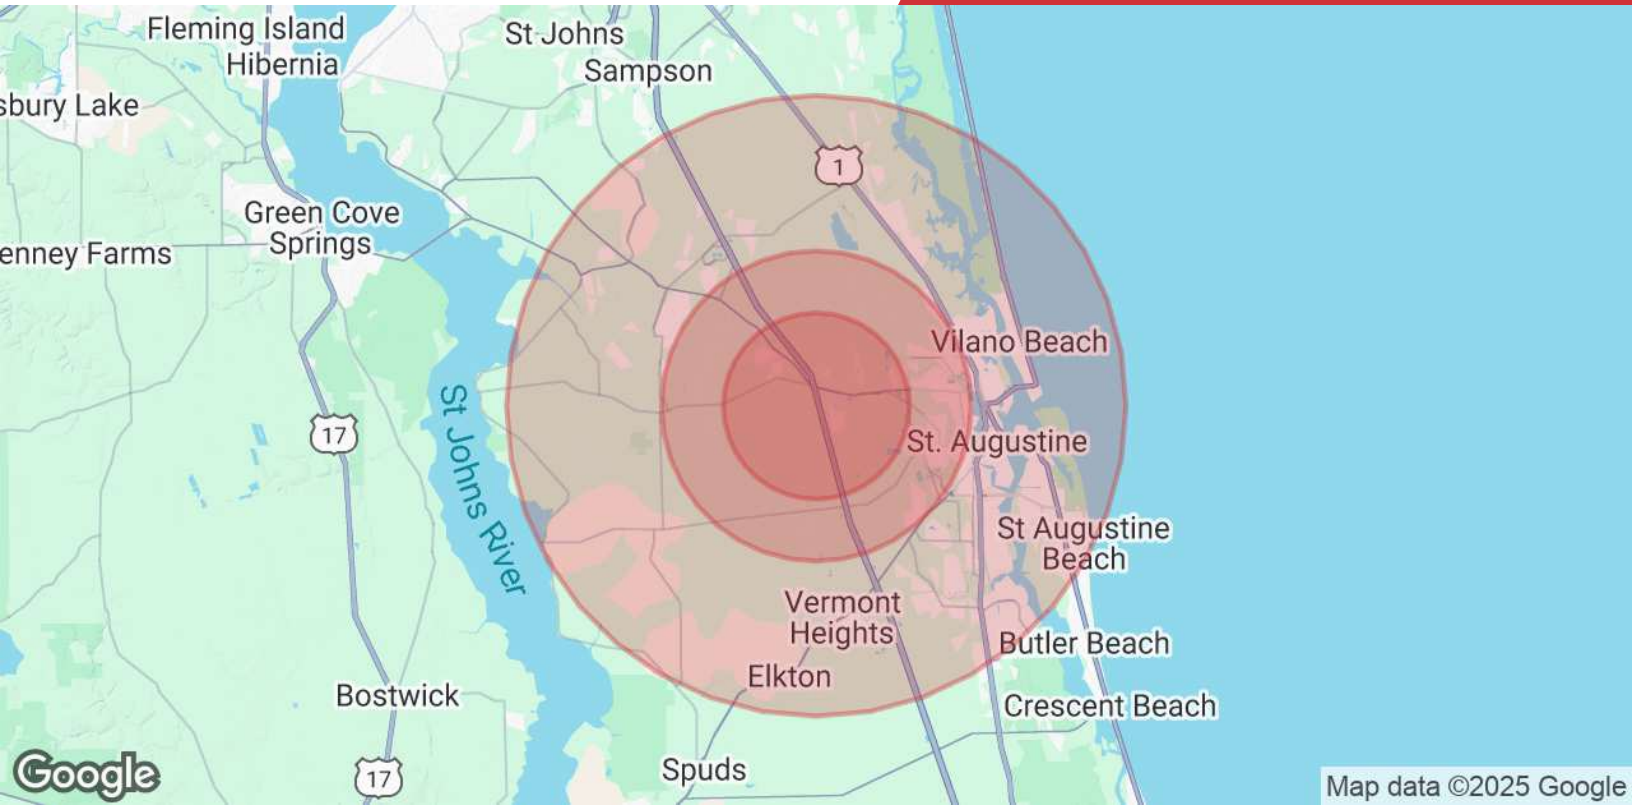 Fleming Island
Hibernia
St Johns
Sampson
sbury Lake
1
Green Cove
Springs
enney Farms
Vilano Beach
17
St Johns River
St. Augustine
St Augustine
Beach
Vermont
Heights
Butler Beach
Elkton
Bostwick
Crescent Beach
Spuds
17
Google
Map data ©2025 Google